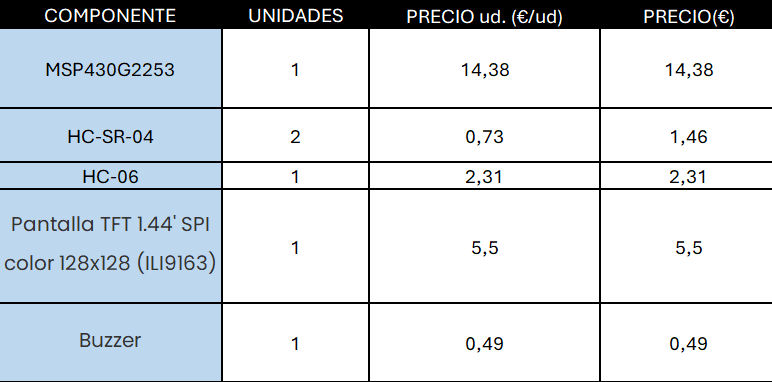 COMPONENTE UNIDADES PRECIO ud. (€/ud) PRECIO(€)
MSP430G2253 1 14,38 14,38
HC-SR-04 2 0,73 1,46
HC-06 1 2,31 2,31
Pantalla TFT 1.44' SPI
color 128x128 (ILI9163) 1 5,5 5,5
Buzzer 1 0,49 0,49